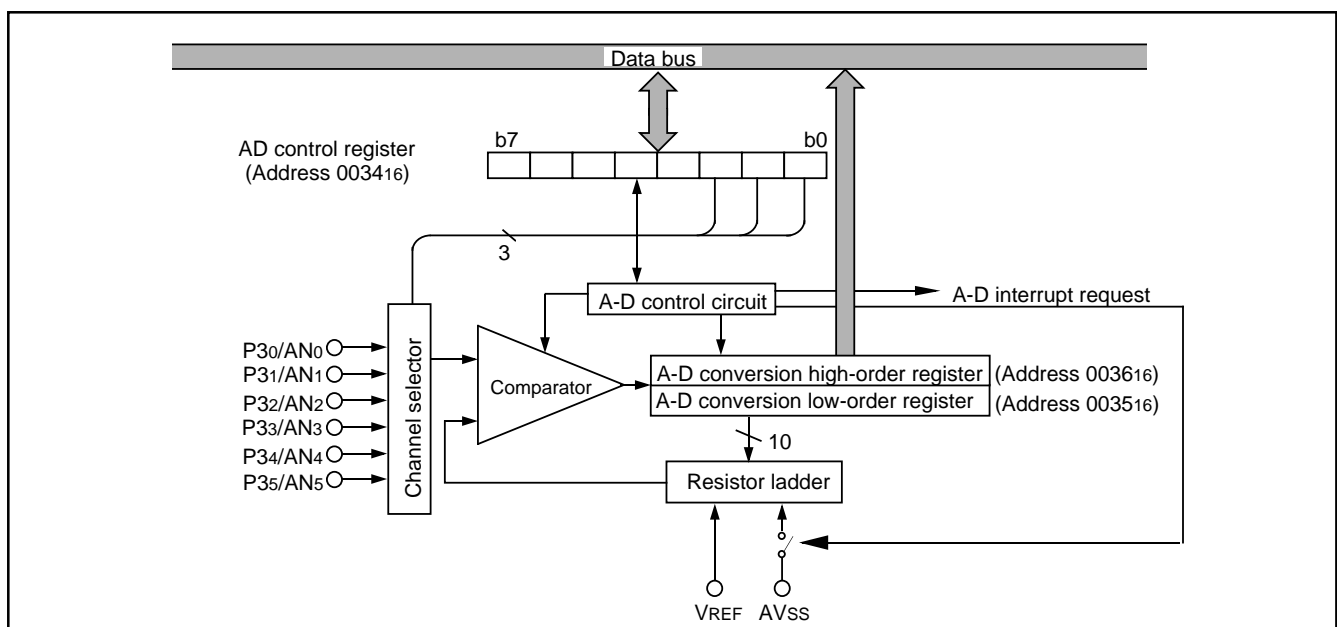 Data bus
b7
b0
AD control register
(Address 003416)
3
A-D control circuit
A-D interrupt request
Channel selector
P30/AN0
P31/AN1
P32/AN2
P33/AN3
P34/AN4
P35/AN5
Comparator
A-D conversion high-order register
(Address 003616)
A-D conversion low-order register
(Address 003516)
10
Resistor ladder
VREF
AVSS